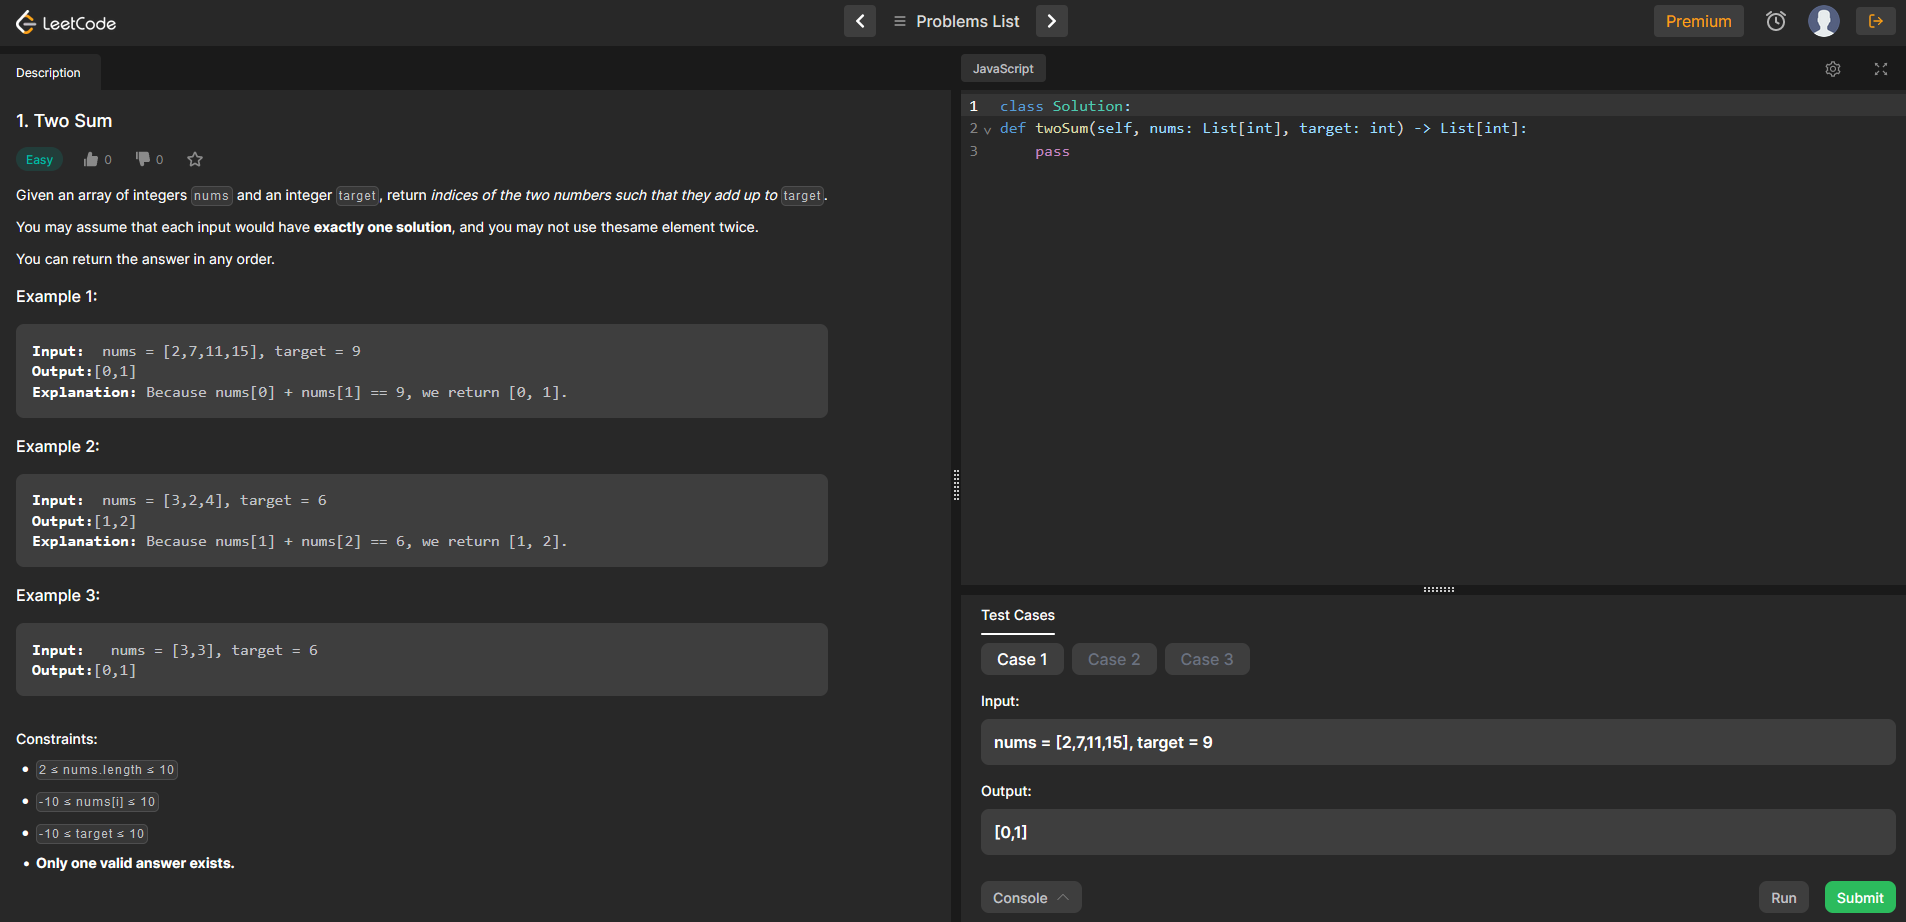 LeetCode
Problems List
Premium
Description
1. Two Sum
Easy 0 0
Given an array of integers nums and an integer target, return indices of the two numbers such that they add up to target.
You may assume that each input would have exactly one solution, and you may not use thesame element twice.
You can return the answer in any order.
Example 1:
Input: nums = [2,7,11,15], target = 9
Output:[0,1]
Explanation: Because nums[0] + nums[1] == 9, we return [0, 1].
Example 2:
Input: nums = [3,2,4], target = 6
Output:[1,2]
Explanation: Because nums[1] + nums[2] == 6, we return [1, 2].
Example 3:
Input: nums = [3,3], target = 6
Output:[0,1]
Constraints:
• 2 ≤ nums.length ≤ 10
• -10 ≤ nums[i] ≤ 10
• -10 ≤ target ≤ 10
• Only one valid answer exists.
JavaScript
1 class Solution:
2 def twoSum(self, nums: List[int], target: int) -> List[int]:
3 pass
Test Cases
Case 1 Case 2 Case 3
Input:
nums = [2,7,11,15], target = 9
Output:
[0,1]
Console Run Submit